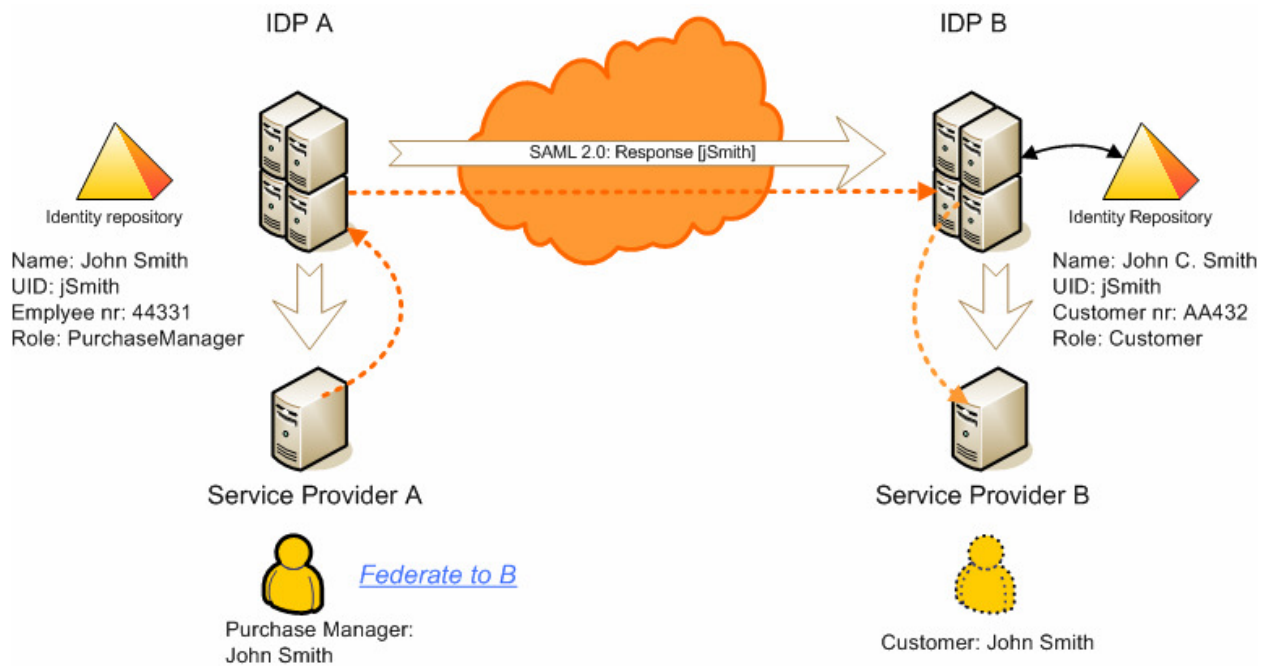 IDP A
IDP B
SAML 2.0: Response [jSmith]
Identity repository
Name: John Smith
UID: jSmith
Emplyee nr: 44331
Role: PurchaseManager
Identity Repository
Name: John C. Smith
UID: jSmith
Customer nr: AA432
Role: Customer
Service Provider A
Service Provider B
Federate to B
Purchase Manager:
John Smith
Customer: John Smith